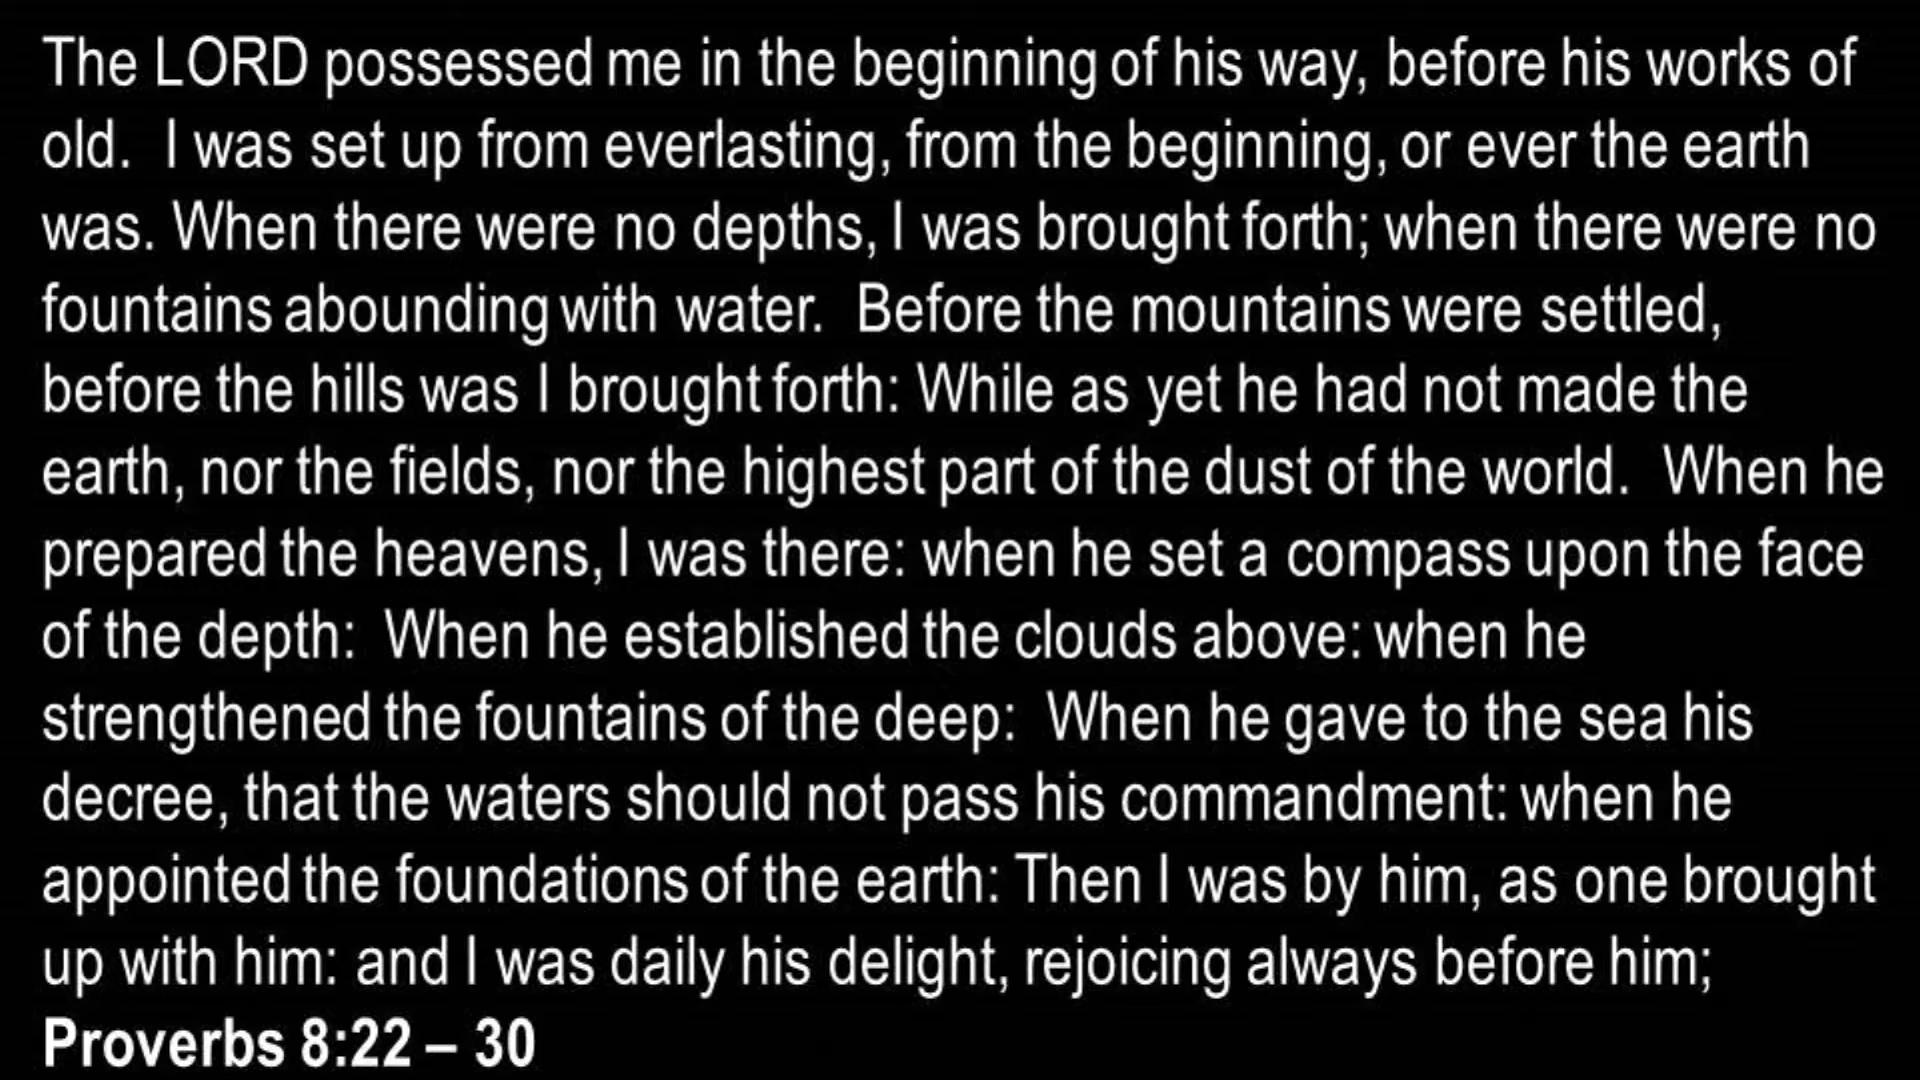 The LORD possessed me in the beginning of his way, before his works of
old.  I was set up from everlasting, from the beginning, or ever the earth
was. When there were no depths, I was brought forth; when there were no
fountains abounding with water.  Before the mountains were settled,
before the hills was I brought forth: While as yet he had not made the
earth, nor the fields, nor the highest part of the dust of the world.  When he
prepared the heavens, I was there: when he set a compass upon the face
of the depth:  When he established the clouds above: when he
strengthened the fountains of the deep:  When he gave to the sea his
decree, that the waters should not pass his commandment: when he
appointed the foundations of the earth: Then I was by him, as one brought
up with him: and I was daily his delight, rejoicing always before him;
Proverbs 8:22 – 30